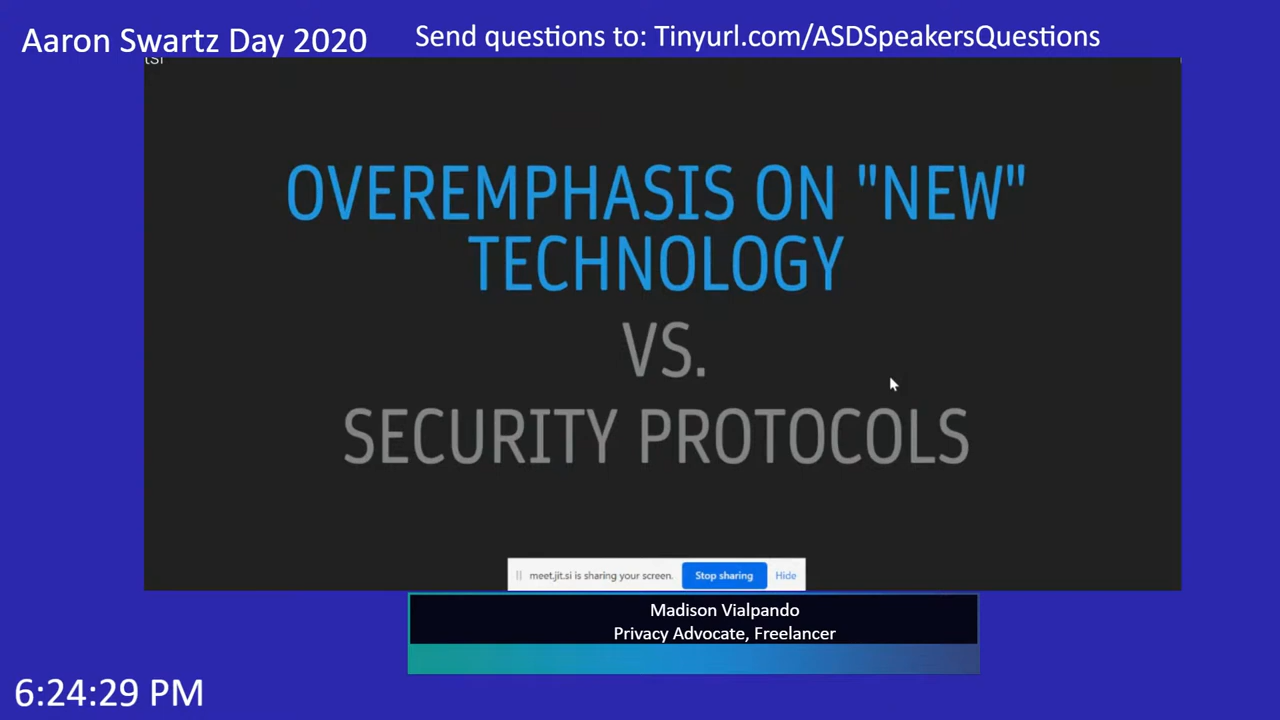 Aaron Swartz Day 2020
Send questions to: Tinyurl.com/ASDSpeakersQuestions
OVEREMPHASIS ON "NEW"
TECHNOLOGY
VS.
SECURITY PROTOCOLS
meet.jit.si is sharing your screen. Stop sharing Hide
Madison Vialpando
Privacy Advocate, Freelancer
6:24:29 PM